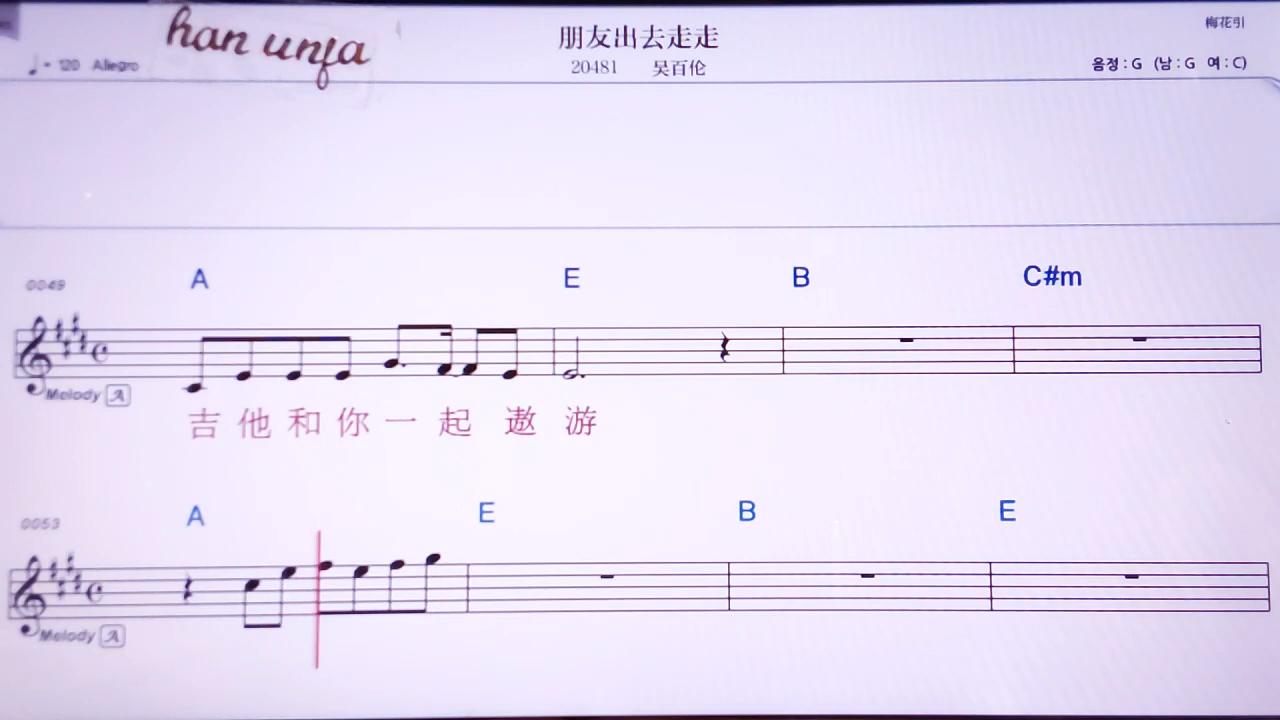 han unfa
朋友出去走走
梅花引
♩= 120 Allegro
20481 吴百伦
음정 : G (남 : G 여 : C)
0049 A E B C#m
Melody A
吉他和你一起遨游
0053 A E B E
Melody A